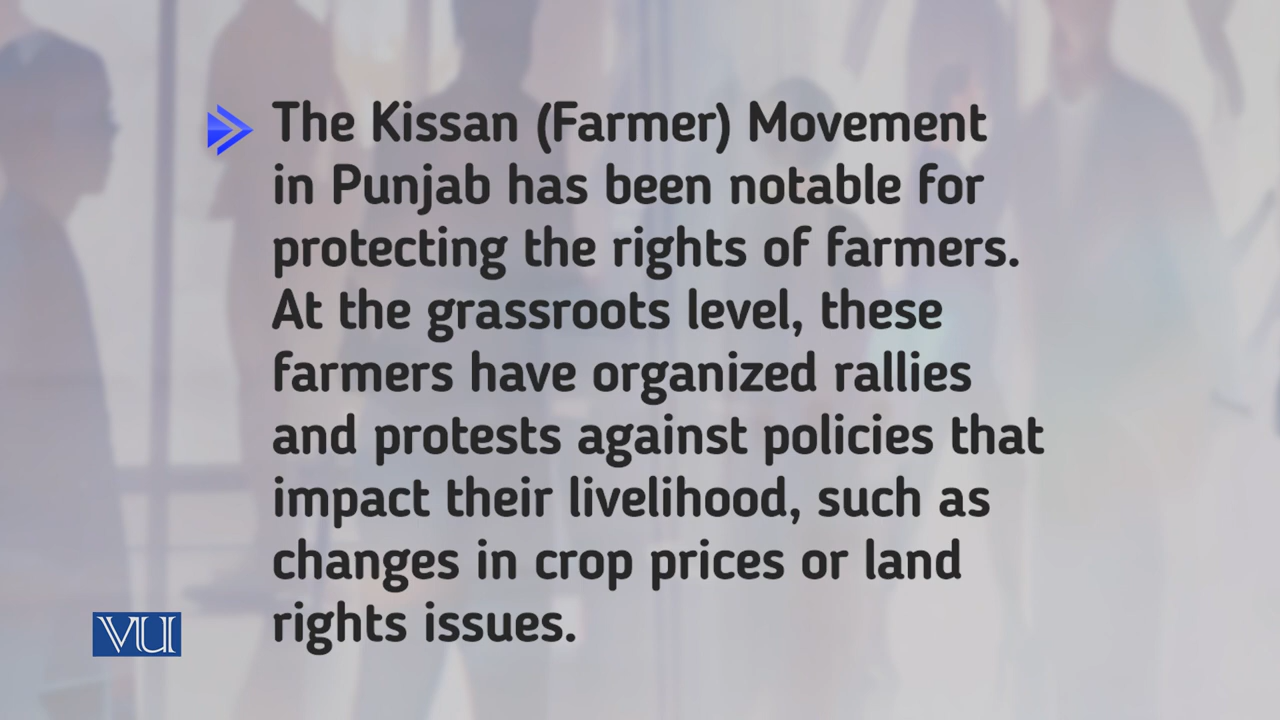 The Kissan (Farmer) Movement
in Punjab has been notable for
protecting the rights of farmers.
At the grassroots level, these
farmers have organized rallies
and protests against policies that
impact their livelihood, such as
changes in crop prices or land
rights issues.
VU